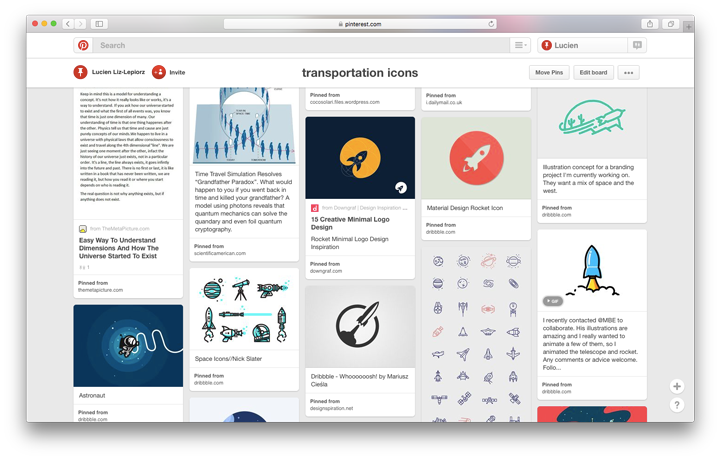 pinterest.com
Search
Lucien
Lucien Liz-Lepiorz
Invite
transportation icons
Move Pins
Edit board
Keep in mind this is a model for understanding a
concept. It's not how it really looks like or works, it's a
way to understand. If you ask how our universe started
to exist and what the first of all events was, you know
that time is just one dimension of many. Our
understanding of time is that one thing happens after
the other. Physics tell us that time and cause are just
purely concepts of our minds. We happen to live in a
universe with physical laws that allow consciousness to
exist and travel along the 4th dimensional "line". We are
just seeing one moment after the other, infact the
history of our universe just exists, not in a particular
order. It's a line, the line always exists, it goes infinitely
into the future and past. There is no first or last, it is like
written in a book that has never been written, we are
reading it, but how you read it or where you start
depends on who is reading it.
The real question is not why anything exists, but if
anything does not exist.
from TheMetaPicture.com
Easy Way To Understand
Dimensions And How The
Universe Started To Exist
1
Pinned from
themetapicture.com
Astronaut
Pinned from
dribbble.com
Time Travel Simulation Resolves
"Grandfather Paradox". What would
happen to you if you went back in
time and killed your grandfather? A
model using photons reveals that
quantum mechanics can solve the
quandary and even foil quantum
cryptography.
Pinned from
scientificamerican.com
Space Icons//Nick Slater
Pinned from
dribbble.com
Pinned from
cocosolari.files.wordpress.com
from Downgraf | Design Inspiration ...
15 Creative Minimal Logo
Design
Rocket Minimal Logo Design
Inspiration
Pinned from
downgraf.com
Dribbble - Whoooooosh! by Mariusz
Cieśla
Pinned from
designspiration.net
Pinned from
i.dailymail.co.uk
Material Design Rocket Icon
Pinned from
dribbble.com
Illustration concept for a branding
project I'm currently working on.
They want a mix of space and the
west.
Pinned from
dribbble.com
GIF
I recently contacted @MBE to
collaborate. His illustrations are
amazing and I really wanted to
animate a few of them, so I
animated the telescope and rocket.
Any comments or advice welcome.
Follo...
Pinned from
dribbble.com